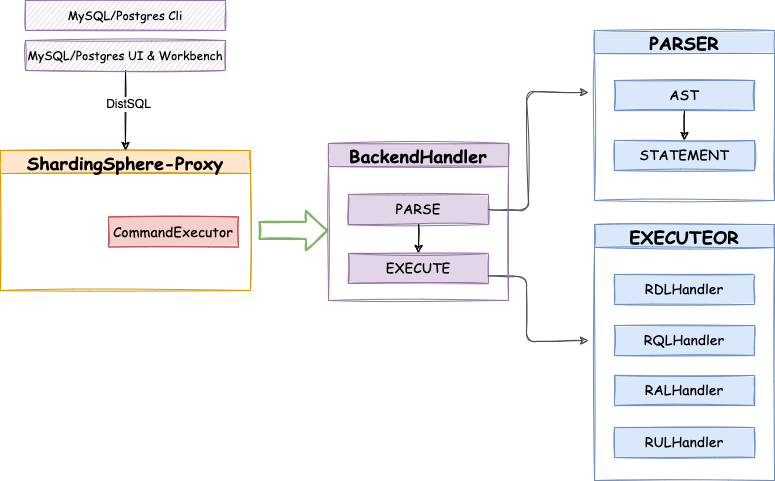 MySQL/Postgres Cli
MySQL/Postgres UI & Workbench
DistSQL
ShardingSphere-Proxy
CommandExecutor
BackendHandler
PARSE
EXECUTE
PARSER
AST
STATEMENT
EXECUTEOR
RDLHandler
RQLHandler
RALHandler
RULHandler